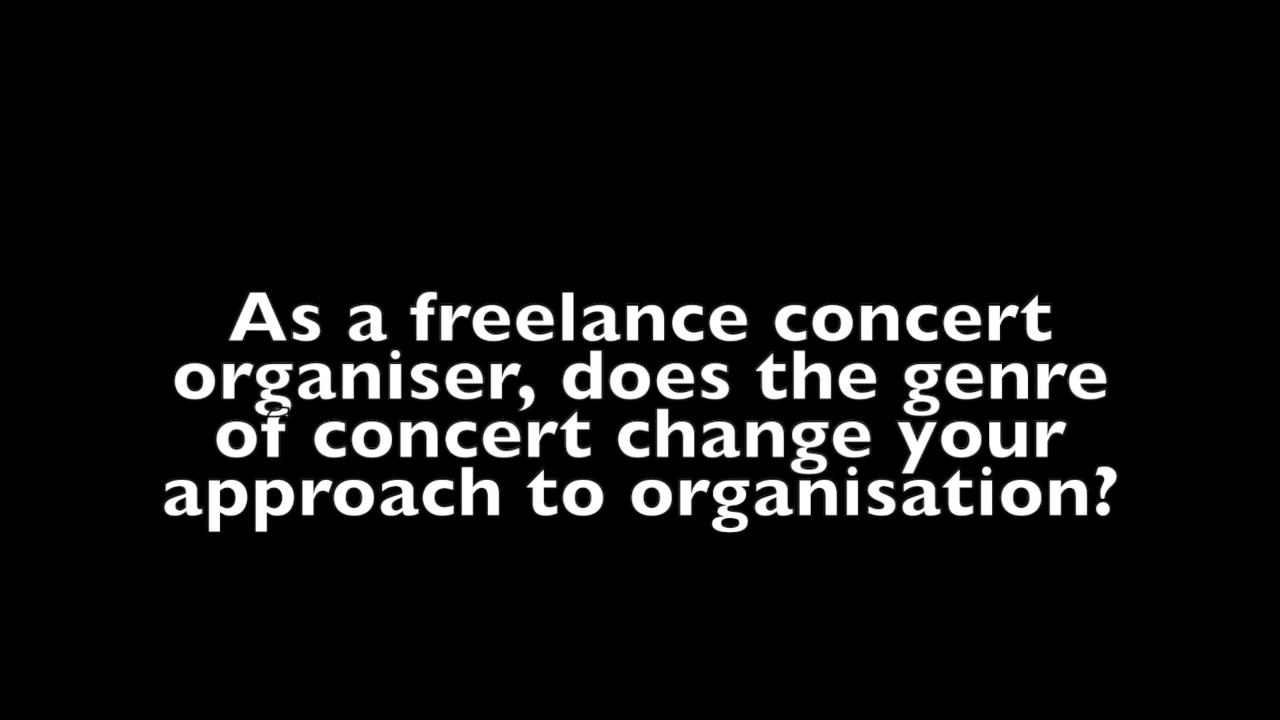 As a freelance concert
organiser, does the genre
of concert change your
approach to organisation?